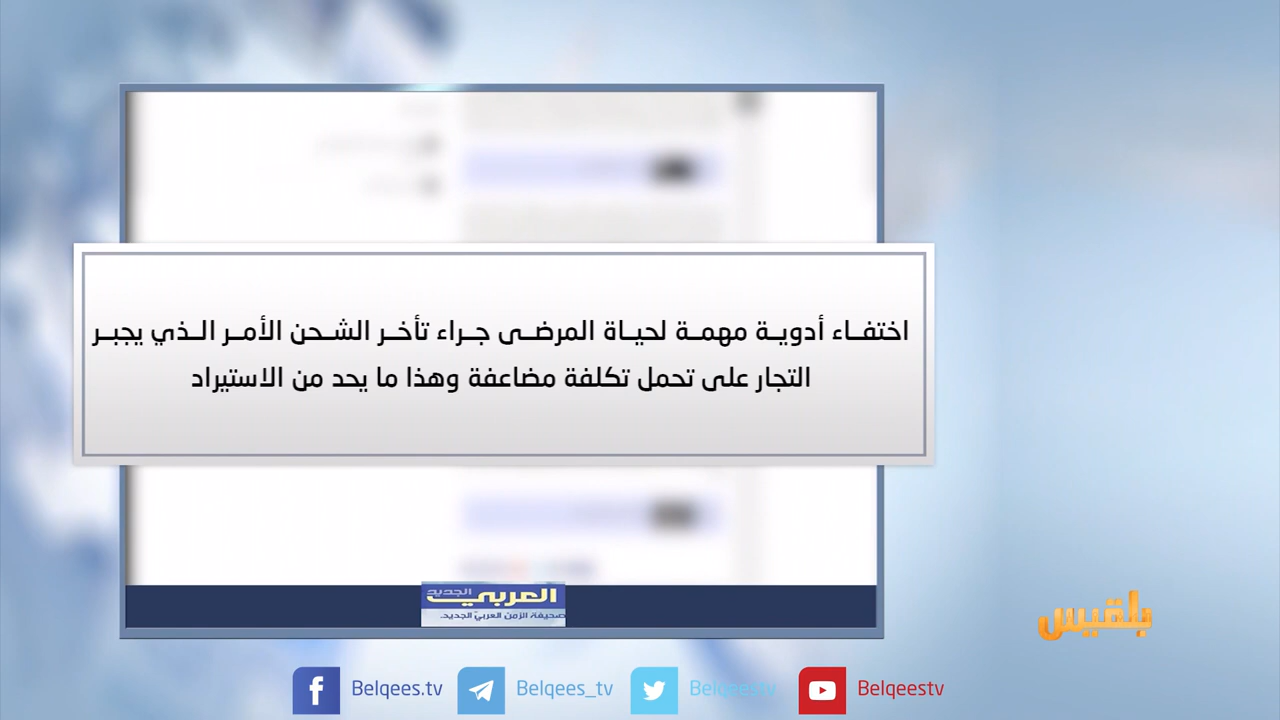 اختفاء أدوية مهمة لحياة المرضى جراء تأخر الشحن الأمر الذي يجبر
التجار على تحمل تكلفة مضاعفة وهذا ما يحد من الاستيراد
العربي الجديد
صحيفة الزمن العربيّ الجديد.
بلقيس
Belqees.tv
Belqees_tv
Belqeestv
Belqeestv